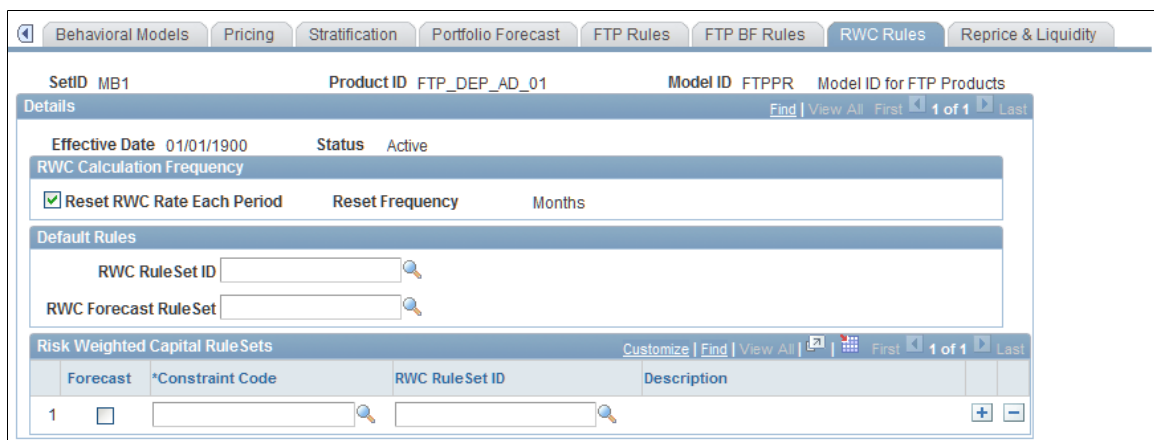 Behavioral Models Pricing Stratification Portfolio Forecast FTP Rules FTP BF Rules RWC Rules Reprice & Liquidity
SetID MB1 Product ID FTP_DEP_AD_01 Model ID FTPPR Model ID for FTP Products
Details Find | View All First 1 of 1 Last
Effective Date 01/01/1900 Status Active
RWC Calculation Frequency
Reset RWC Rate Each Period Reset Frequency Months
Default Rules
RWC RuleSet ID
RWC Forecast RuleSet
Risk Weighted Capital RuleSets Customize | Find | View All | | First 1 of 1 Last
Forecast *Constraint Code RWC RuleSet ID Description
1